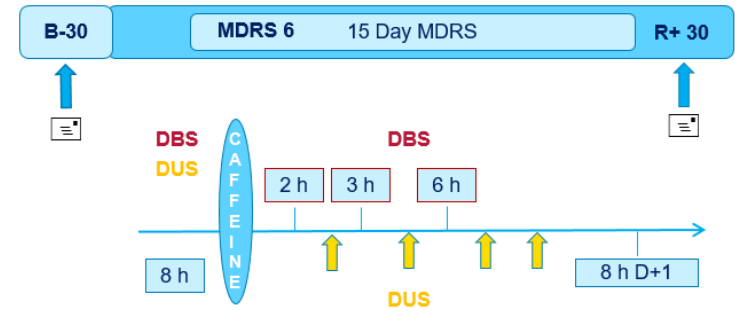 B-30
MDRS 6 15 Day MDRS
R+ 30
DBS
DUS
CAFFEINE
DBS
2 h
3 h
6 h
8 h
8 h D+1
DUS